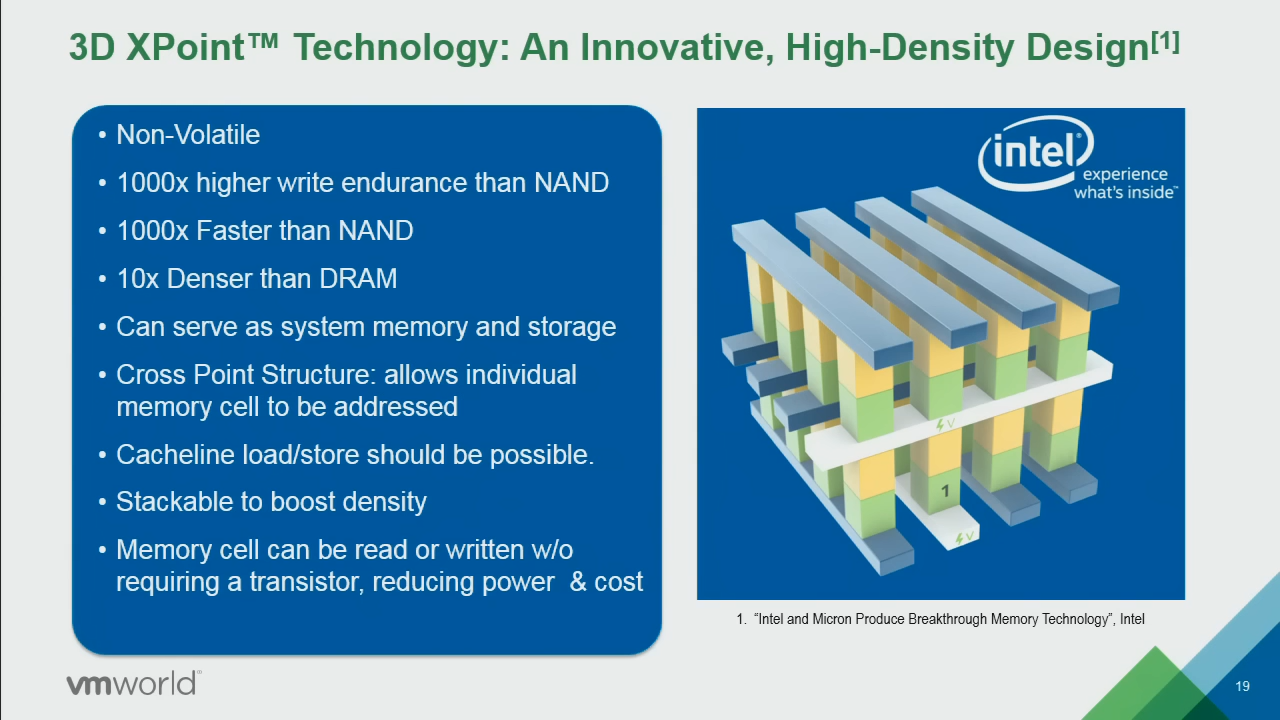 3D XPoint™ Technology: An Innovative, High-Density Design[1]
• Non-Volatile
• 1000x higher write endurance than NAND
• 1000x Faster than NAND
• 10x Denser than DRAM
• Can serve as system memory and storage
• Cross Point Structure: allows individual
memory cell to be addressed
• Cacheline load/store should be possible.
• Stackable to boost density
• Memory cell can be read or written w/o
requiring a transistor, reducing power & cost
intel®
experience
what's inside™
V
1
V
1. “Intel and Micron Produce Breakthrough Memory Technology”, Intel
vmworld®
19